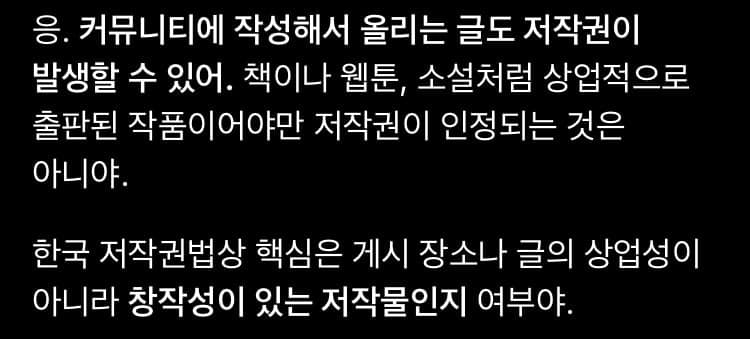 응. 커뮤니티에 작성해서 올리는 글도 저작권이
발생할 수 있어. 책이나 웹툰, 소설처럼 상업적으로
출판된 작품이어야만 저작권이 인정되는 것은
아니야.
한국 저작권법상 핵심은 게시 장소나 글의 상업성이
아니라 창작성이 있는 저작물인지 여부야.